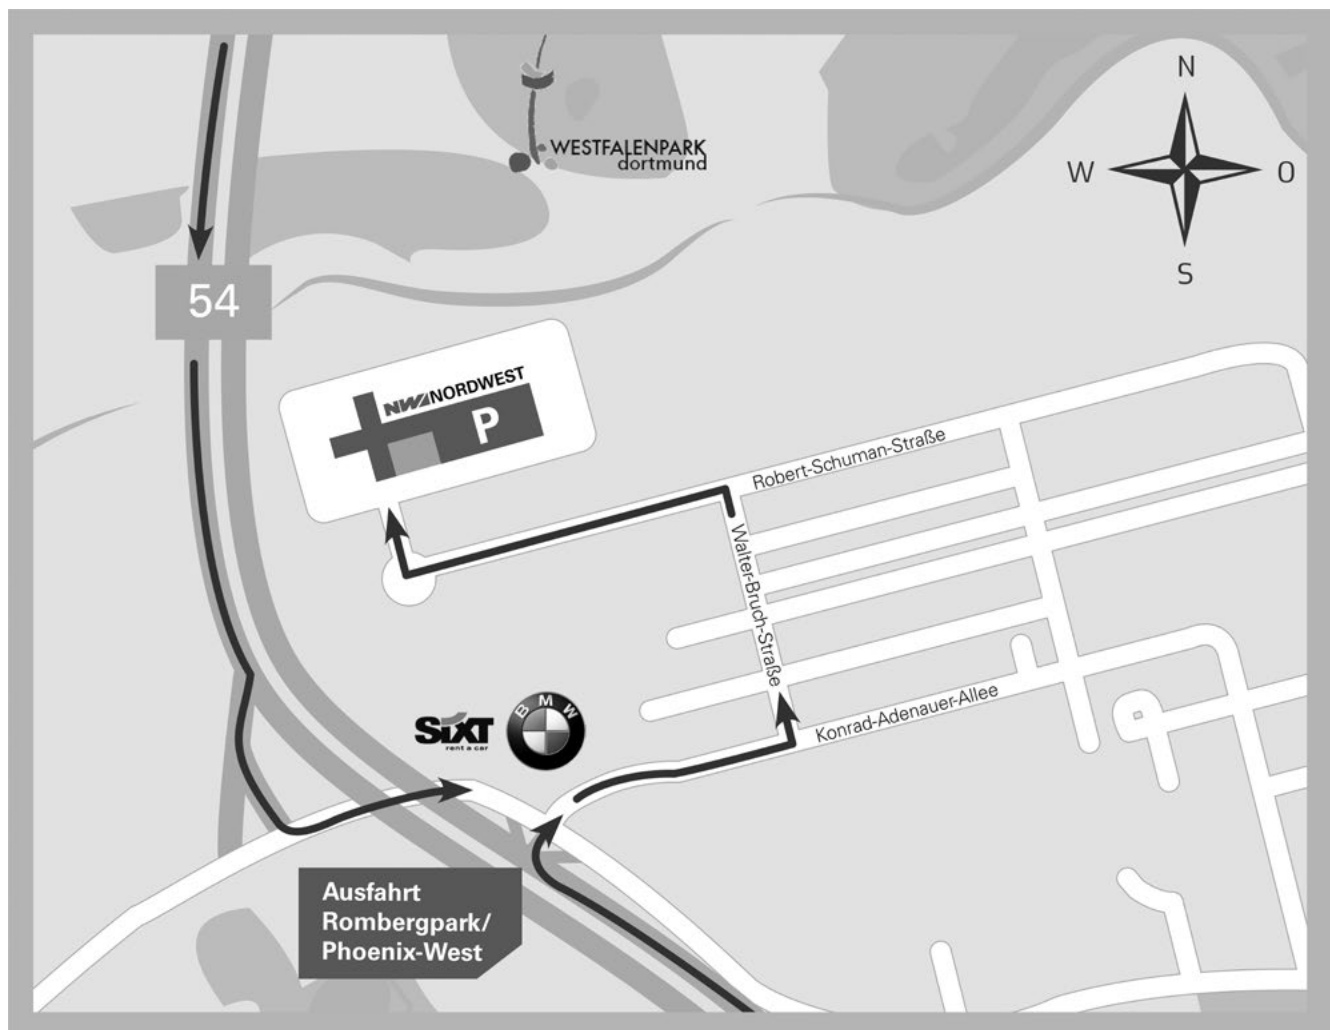 N
W
O
S
WESTFALENPARK
dortmund
54
NW NORDWEST
P
Robert-Schuman-Straße
Walter-Bruch-Straße
Konrad-Adenauer-Allee
SiXT
rent a car
BMW
Ausfahrt
Rombergpark/
Phoenix-West